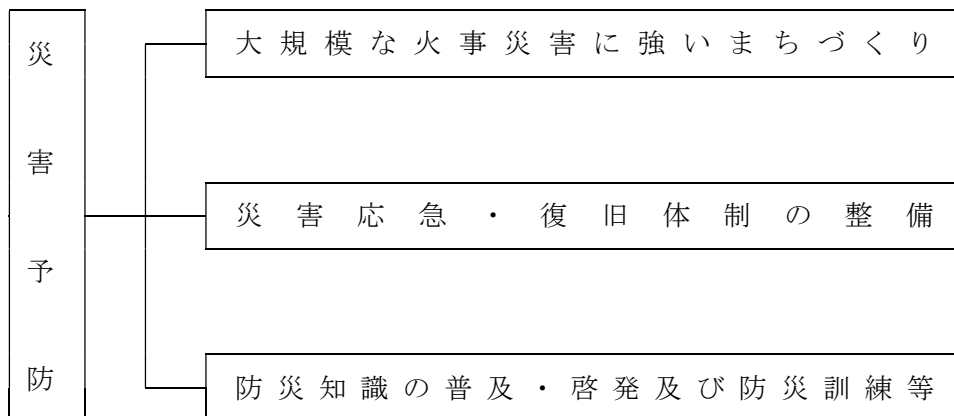 災害予防
大規模な火事災害に強いまちづくり
災害応急・復旧体制の整備
防災知識の普及・啓発及び防災訓練等